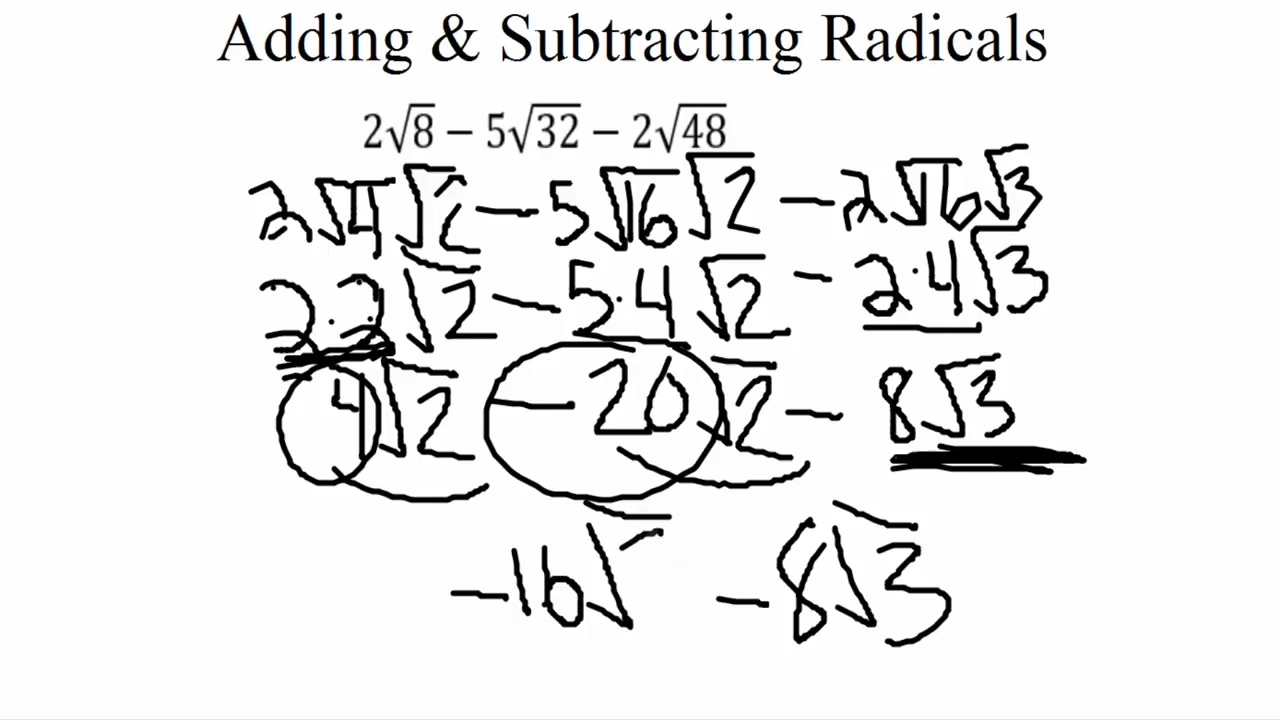 Adding & Subtracting Radicals
2√8 − 5√32 − 2√48
2√4√2 − 5√16√2 − 2√16√3
2·2√2 − 5·4√2 − 2·4√3
4√2 − 20√2 − 8√3
−16√ − 8√3